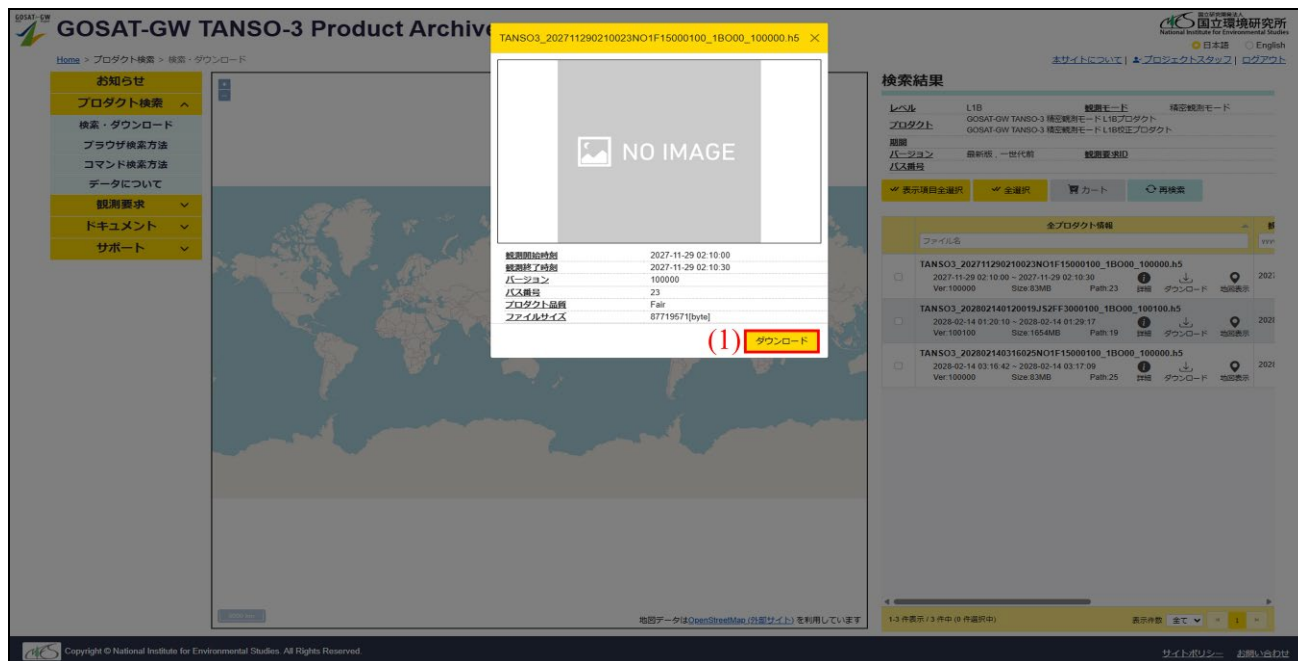 GOSAT-GW
GOSAT-GW TANSO-3 Product Archive
国立研究開発法人
国立環境研究所
National Institute for Environmental Studies
日本語 English
Home > プロダクト検索 > 検索・ダウンロード
本サイトについて | プロジェクトスタッフ | ログアウト
お知らせ
プロダクト検索
検索・ダウンロード
ブラウザ検索方法
コマンド検索方法
データについて
観測要求
ドキュメント
サポート
+
−
TANSO3_202711290210023NO1F15000100_1BO00_100000.h5 ×
NO IMAGE
観測開始時刻 2027-11-29 02:10:00
観測終了時刻 2027-11-29 02:10:30
バージョン 100000
パス番号 23
プロダクト品質 Fair
ファイルサイズ 87719571[byte]
(1) ダウンロード
地図データはOpenStreetMap (外部サイト) を利用しています
検索結果
レベル L1B 観測モード 精密観測モード
プロダクト GOSAT-GW TANSO-3 精密観測モード L1Bプロダクト
GOSAT-GW TANSO-3 精密観測モード L1B校正プロダクト
期間
バージョン 最新版 , 一世代前 観測要求ID
パス番号
表示項目全選択 全選択 カート 再検索
全プロダクト情報
ファイル名
TANSO3_202711290210023NO1F15000100_1BO00_100000.h5
2027-11-29 02:10:00 ~ 2027-11-29 02:10:30
Ver:100000 Size:83MB Path:23 詳細 ダウンロード 地図表示
TANSO3_202802140120019JS2FF3000100_1BO00_100100.h5
2028-02-14 01:20:10 ~ 2028-02-14 01:29:17
Ver:100100 Size:1654MB Path:19 詳細 ダウンロード 地図表示
TANSO3_202802140316025NO1F15000100_1BO00_100000.h5
2028-02-14 03:16:42 ~ 2028-02-14 03:17:09
Ver:100000 Size:83MB Path:25 詳細 ダウンロード 地図表示
1-3 件表示 / 3 件中 (0 件選択中) 表示件数 全て « 1 »
Copyright © National Institute for Environmental Studies. All Rights Reserved.
サイトポリシー お問い合わせ